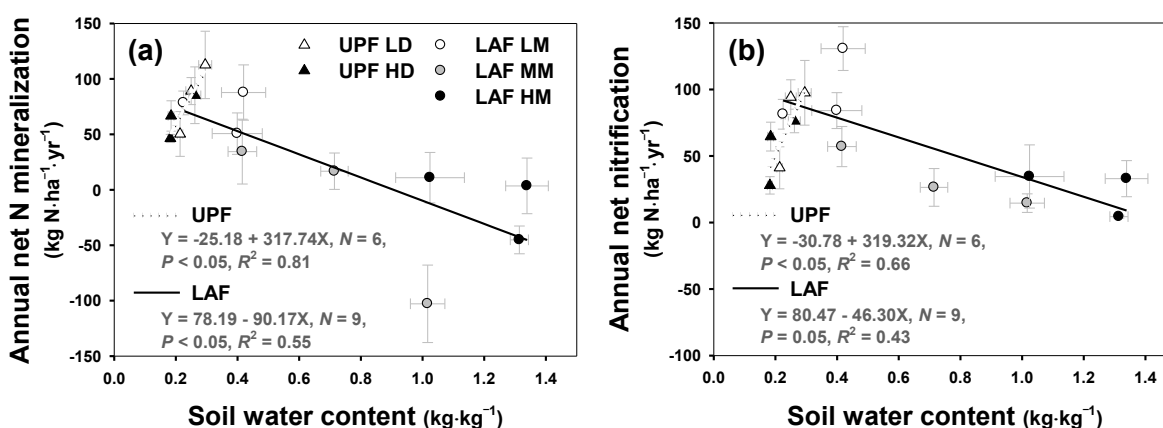 (a)
UPF LD
UPF HD
LAF LM
LAF MM
LAF HM
Annual net N mineralization
(kg N·ha⁻¹·yr⁻¹)
150
100
50
0
-50
-100
-150
UPF
Y = -25.18 + 317.74X, N = 6,
P < 0.05, R² = 0.81
LAF
Y = 78.19 - 90.17X, N = 9,
P < 0.05, R² = 0.55
0.0 0.2 0.4 0.6 0.8 1.0 1.2 1.4
Soil water content (kg·kg⁻¹)
(b)
Annual net nitrification
(kg N·ha⁻¹·yr⁻¹)
150
100
50
0
-50
-100
UPF
Y = -30.78 + 319.32X, N = 6,
P < 0.05, R² = 0.66
LAF
Y = 80.47 - 46.30X, N = 9,
P = 0.05, R² = 0.43
0.0 0.2 0.4 0.6 0.8 1.0 1.2 1.4
Soil water content (kg·kg⁻¹)